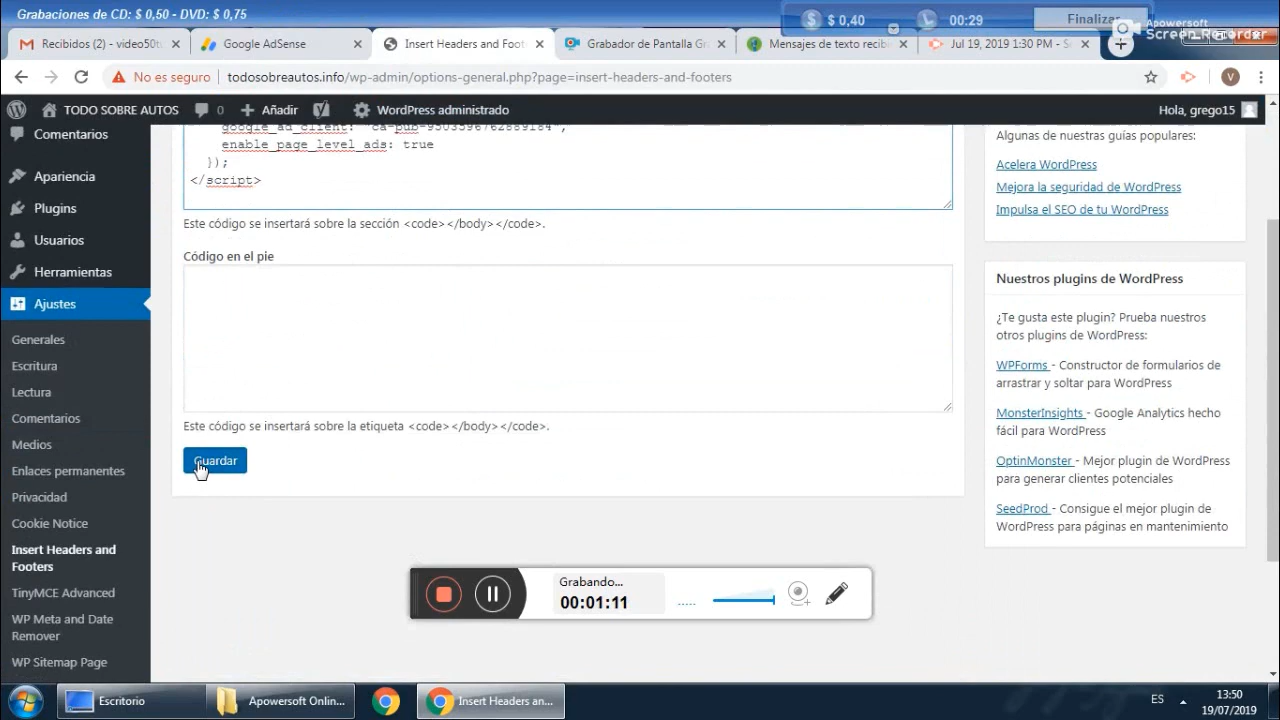 Grabaciones de CD: $ 0,50 - DVD: $ 0,75
$ 0,40
00:29
Finalizar
Apowersoft
Screen Recorder
Recibidos (2) - video50tu
Google AdSense
Insert Headers and Foot
Grabador de Pantalla
Mensajes de texto recib
Jul 19, 2019 1:30 PM - Ge
No es seguro
todosobreautos.info/wp-admin/options-general.php?page=insert-headers-and-footers
V
TODO SOBRE AUTOS
0
Añadir
WordPress administrado
Hola, grego15
Comentarios
Apariencia
Plugins
Usuarios
Herramientas
Ajustes
Generales
Escritura
Lectura
Comentarios
Medios
Enlaces permanentes
Privacidad
Cookie Notice
Insert Headers and
Footers
TinyMCE Advanced
WP Meta and Date
Remover
WP Sitemap Page
google_ad_client: "ca-pub-9503596762889184",
enable_page_level_ads: true
});
</script>
Este código se insertará sobre la sección <code></body></code>.
Código en el pie
Este código se insertará sobre la etiqueta <code></body></code>.
Guardar
Algunas de nuestras guías populares:
Acelera WordPress
Mejora la seguridad de WordPress
Impulsa el SEO de tu WordPress
Nuestros plugins de WordPress
¿Te gusta este plugin? Prueba nuestros
otros plugins de WordPress:
WPForms - Constructor de formularios de
arrastrar y soltar para WordPress
MonsterInsights - Google Analytics hecho
fácil para WordPress
OptinMonster - Mejor plugin de WordPress
para generar clientes potenciales
SeedProd - Consigue el mejor plugin de
WordPress para páginas en mantenimiento
Grabando...
00:01:11
Escritorio
Apowersoft Onlin...
Insert Headers an...
ES
13:50
19/07/2019